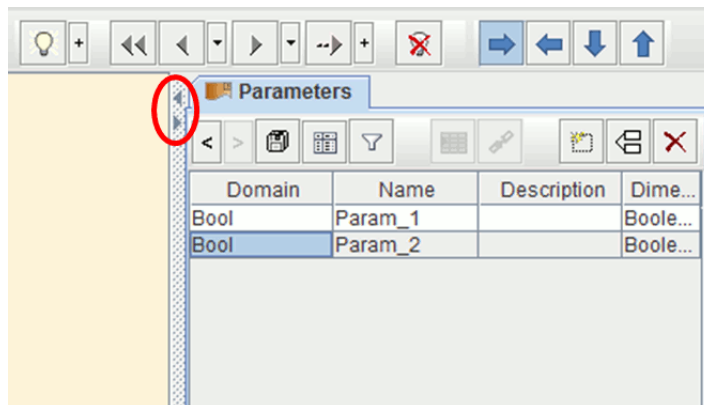 Parameters
Domain Name Description Dime...
Bool Param_1 Boole...
Bool Param_2 Boole...